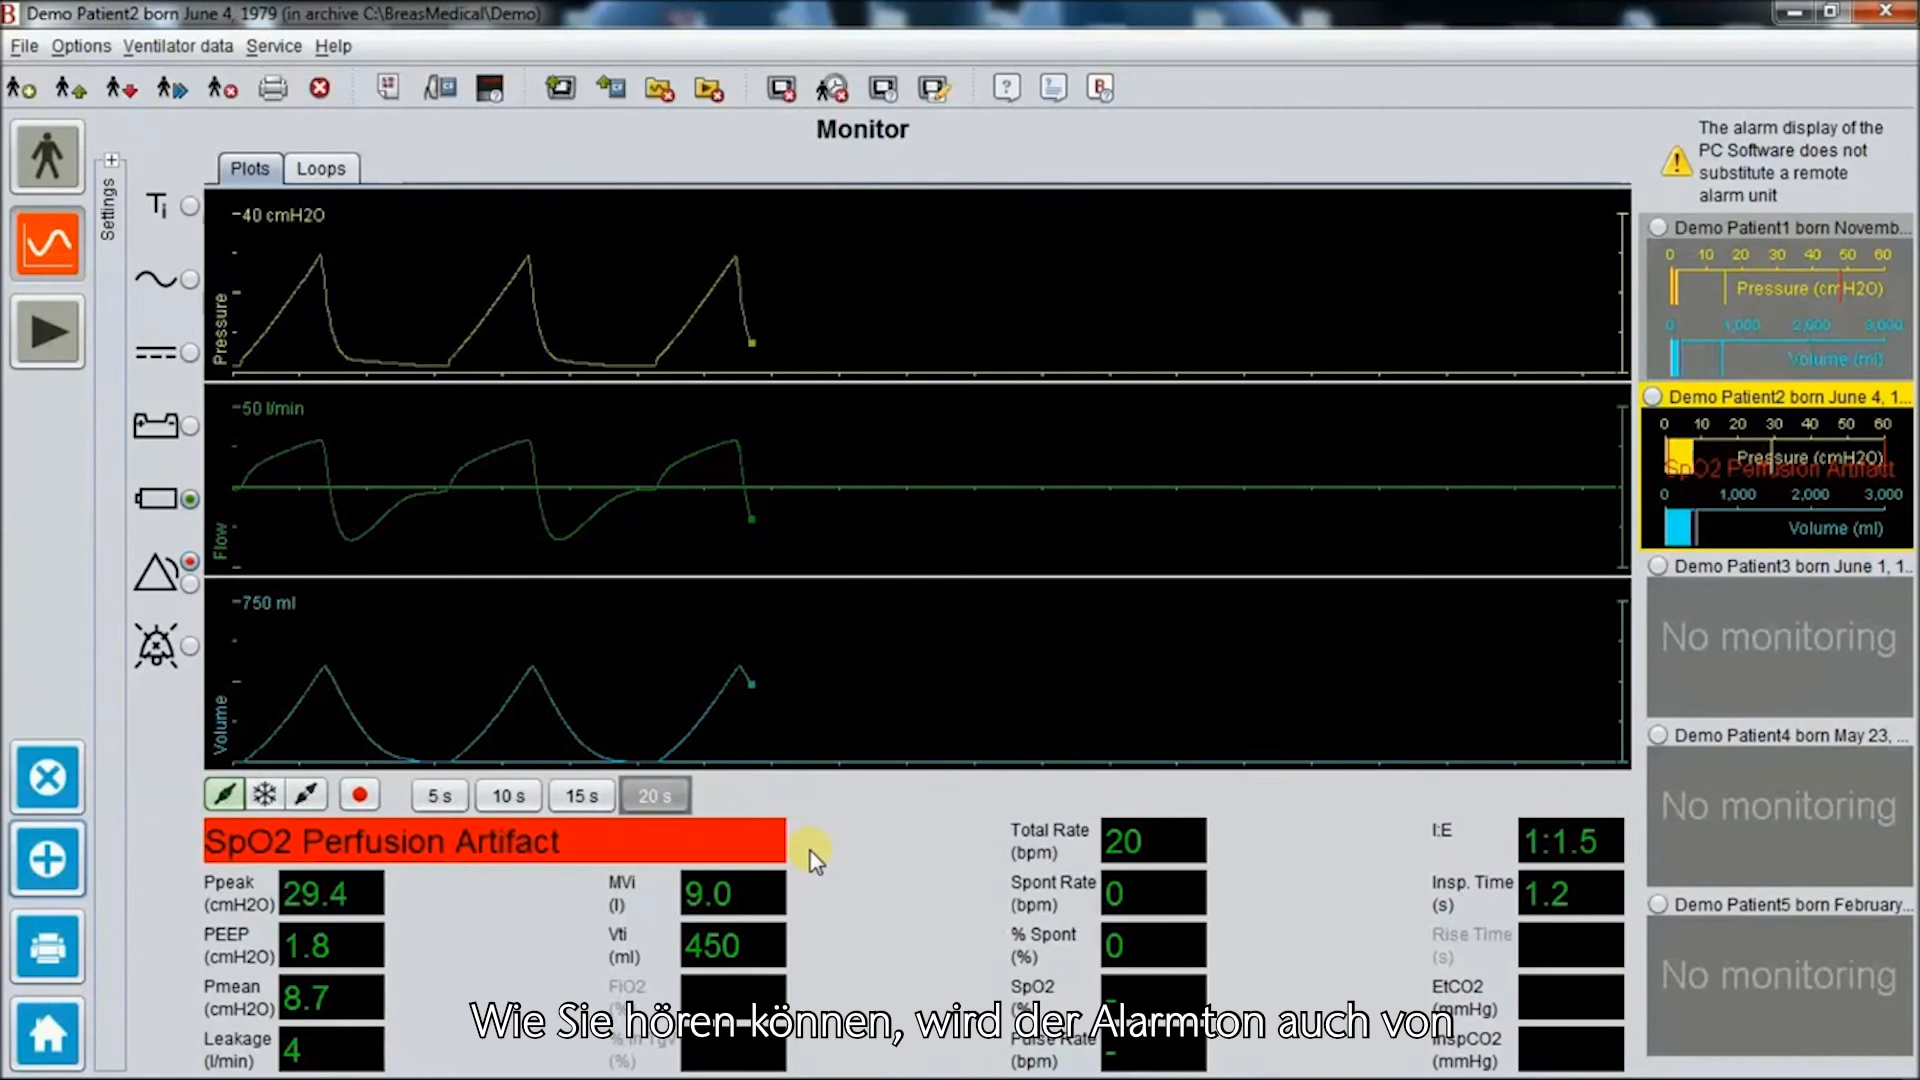 B Demo Patient2 born June 4, 1979 (in archive C:\BreasMedical\Demo)
File Options Ventilator data Service Help
Monitor
Settings
Plots Loops
Ti
40 cmH2O
Pressure
50 l/min
Flow
750 ml
Volume
5 s 10 s 15 s 20 s
SpO2 Perfusion Artifact
Ppeak (cmH2O) 29.4
PEEP (cmH2O) 1.8
Pmean (cmH2O) 8.7
Leakage (l/min) 4
MVi (l) 9.0
Vti (ml) 450
FiO2
(%)
Total Rate (bpm) 20
Spont Rate (bpm) 0
% Spont (%) 0
SpO2 -
Pulse Rate (bpm) -
I:E 1:1.5
Insp. Time (s) 1.2
Rise Time (s)
EtCO2 (mmHg)
InspCO2 (mmHg)
The alarm display of the
PC Software does not
substitute a remote
alarm unit
Demo Patient1 born Novemb...
0 10 20 30 40 50 60
Pressure (cmH2O)
0 1,000 2,000 3,000
Volume (ml)
Demo Patient2 born June 4, 1...
0 10 20 30 40 50 60
Pressure (cmH2O)
SpO2 Perfusion Artifact
0 1,000 2,000 3,000
Volume (ml)
Demo Patient3 born June 1, 1...
No monitoring
Demo Patient4 born May 23, ...
No monitoring
Demo Patient5 born February...
No monitoring
Wie Sie hören können, wird der Alarmton auch von